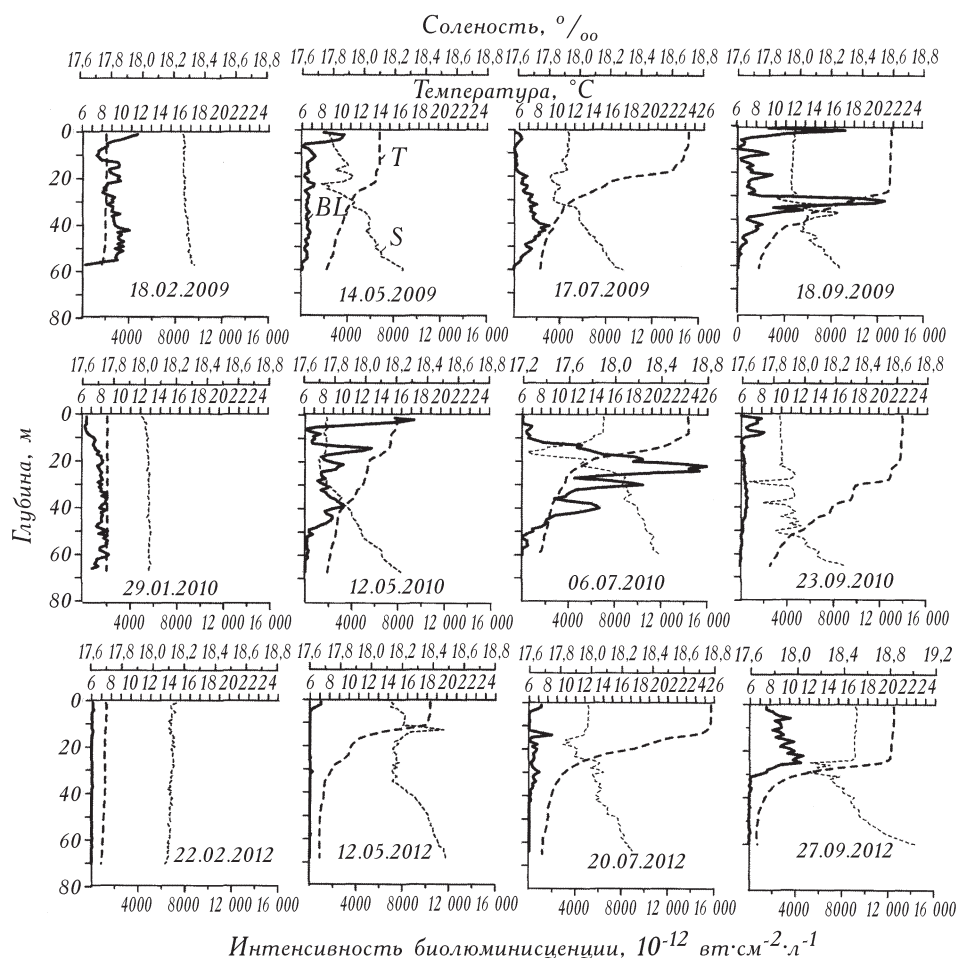 Соленость, º/оо
17,6 17,8 18,0 18,2 18,4 18,6 18,8 17,6 17,8 18,0 18,2 18,4 18,6 18,8 17,6 17,8 18,0 18,2 18,4 18,6 18,8 17,6 17,8 18,0 18,2 18,4 18,6 18,8
Температура, °C
6 8 10 12 14 16 18 20 22 24 6 8 10 12 14 16 18 20 22 24 6 8 10 12 14 16 18 20 22 24 26 6 8 10 12 14 16 18 20 22 24
0
20
40
60
80
T
BL
S
18.02.2009 14.05.2009 17.07.2009 18.09.2009
4000 8000 12 000 16 000 4000 8000 12 000 16 000 4000 8000 12 000 16 000 0 4000 8000 12 000 16 000
17,6 17,8 18,0 18,2 18,4 18,6 18,8 17,6 17,8 18,2 18,4 18,6 18,8 17,2 17,6 18,0 18,4 18,8 17,6 17,8 18,0 18,2 18,4 18,6 18,8
6 8 10 12 14 16 18 20 22 24 6 8 10 12 14 16 18 20 22 24 6 8 10 12 14 16 18 20 22 24 26 6 8 10 12 14 16 18 20 22 24
Глубина, м
0
20
40
60
80
29.01.2010 12.05.2010 06.07.2010 23.09.2010
4000 8000 12 000 16 000 4000 8000 12 000 16 000 4000 8000 12 000 16 000 4000 8000 12 000 16 000
17,6 17,8 18,0 18,2 18,4 18,6 18,8 17,6 17,8 18,0 18,2 18,4 18,6 18,8 17,6 17,8 18,0 18,2 18,4 18,6 18,8 17,6 18,0 18,4 18,8 19,2
6 8 10 12 14 16 18 20 22 24 6 8 10 12 14 16 18 20 22 24 6 8 10 12 14 16 18 20 22 24 26 6 8 10 12 14 16 18 20 22 24
0
20
40
60
80
22.02.2012 12.05.2012 20.07.2012 27.09.2012
4000 8000 12 000 16 000 4000 8000 12 000 16 000 4000 8000 12 000 16 000 4000 8000 12 000 16 000
Интенсивность биолюминисценции, 10⁻¹² вт·см⁻²·л⁻¹